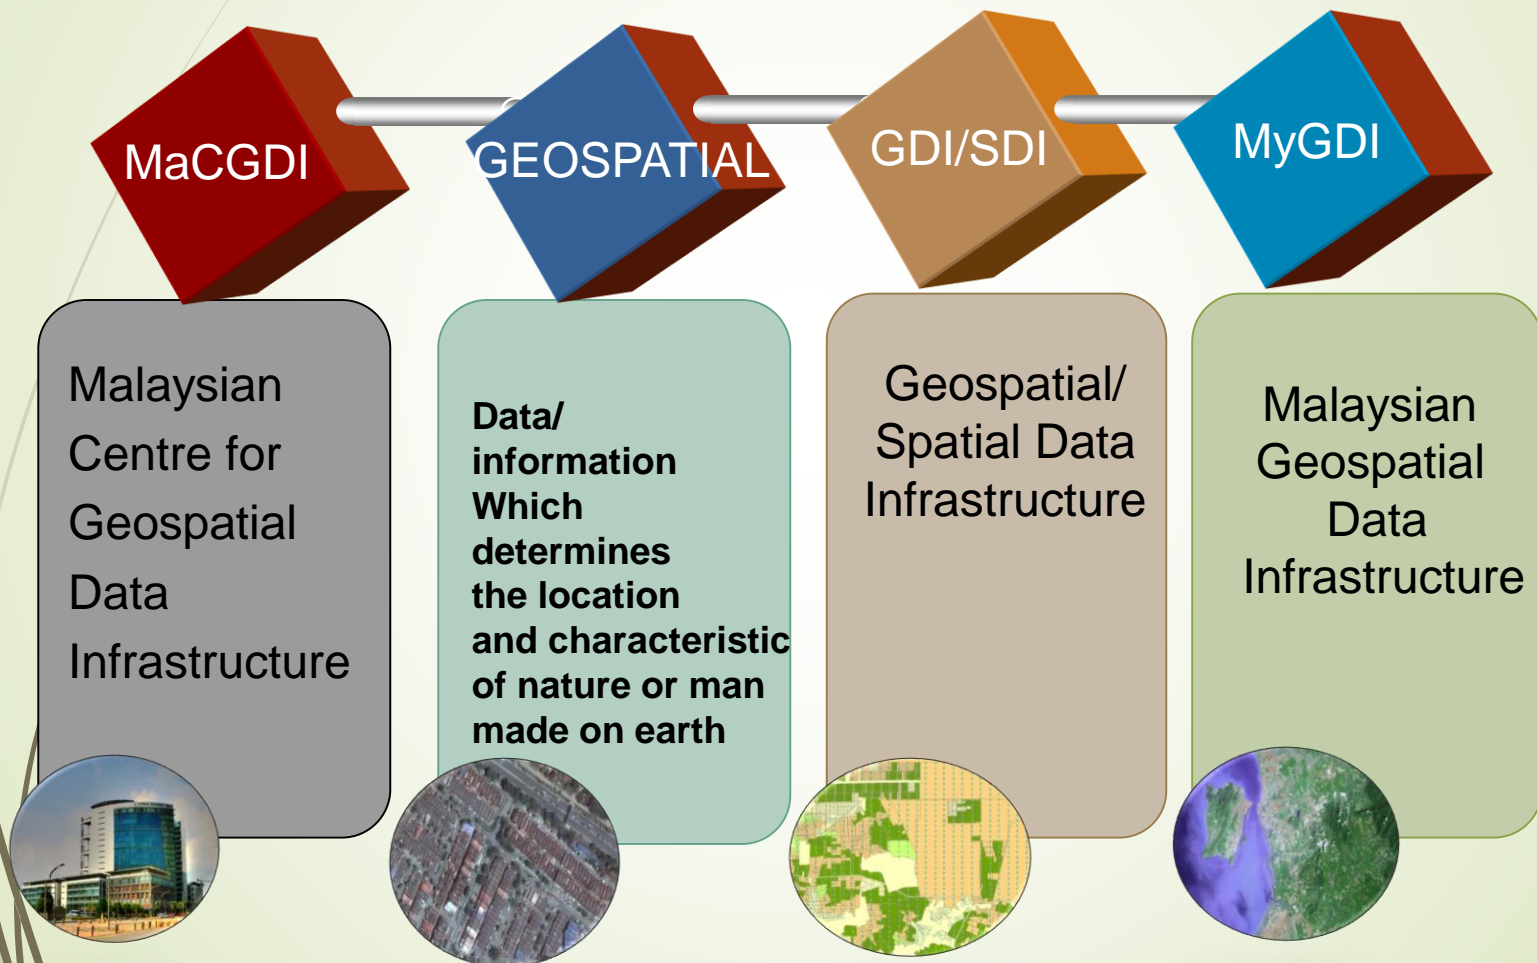 MaCGDI
GEOSPATIAL
GDI/SDI
MyGDI
Malaysian
Centre for
Geospatial
Data
Infrastructure
Data/
information
Which
determines
the location
and characteristic
of nature or man
made on earth
Geospatial/
Spatial Data
Infrastructure
Malaysian
Geospatial
Data
Infrastructure